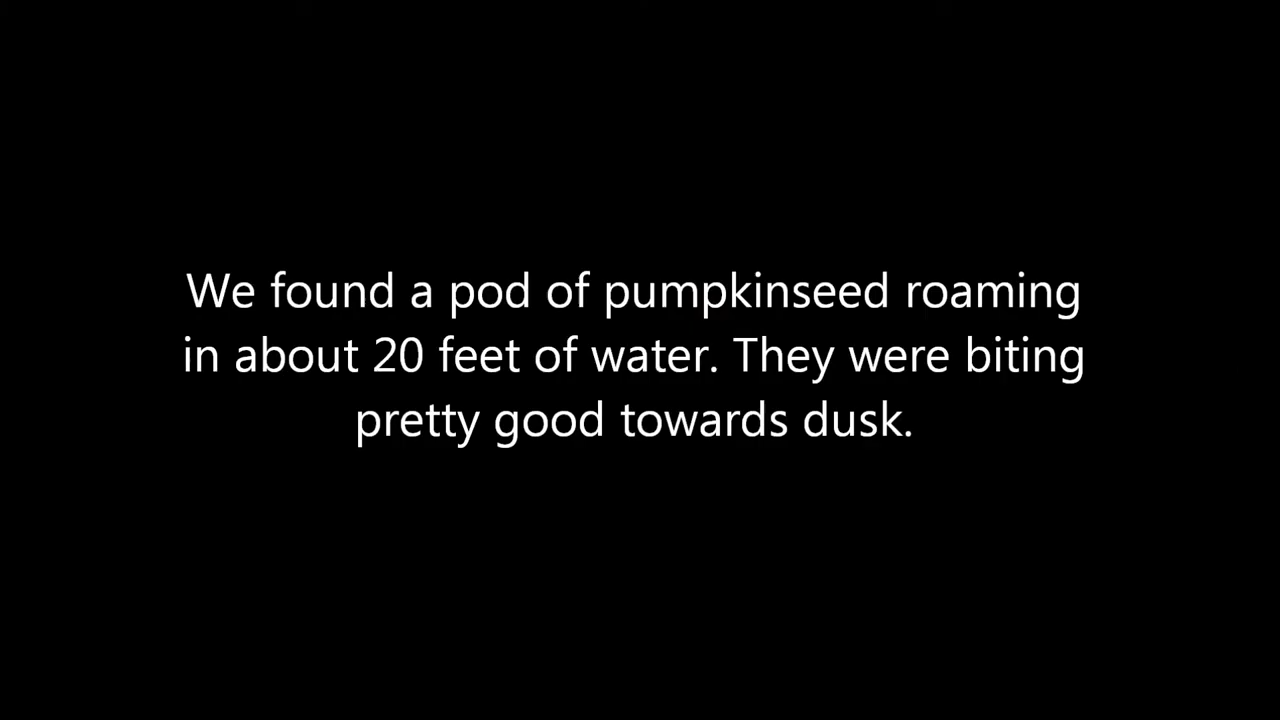 We found a pod of pumpkinseed roaming
in about 20 feet of water. They were biting
pretty good towards dusk.